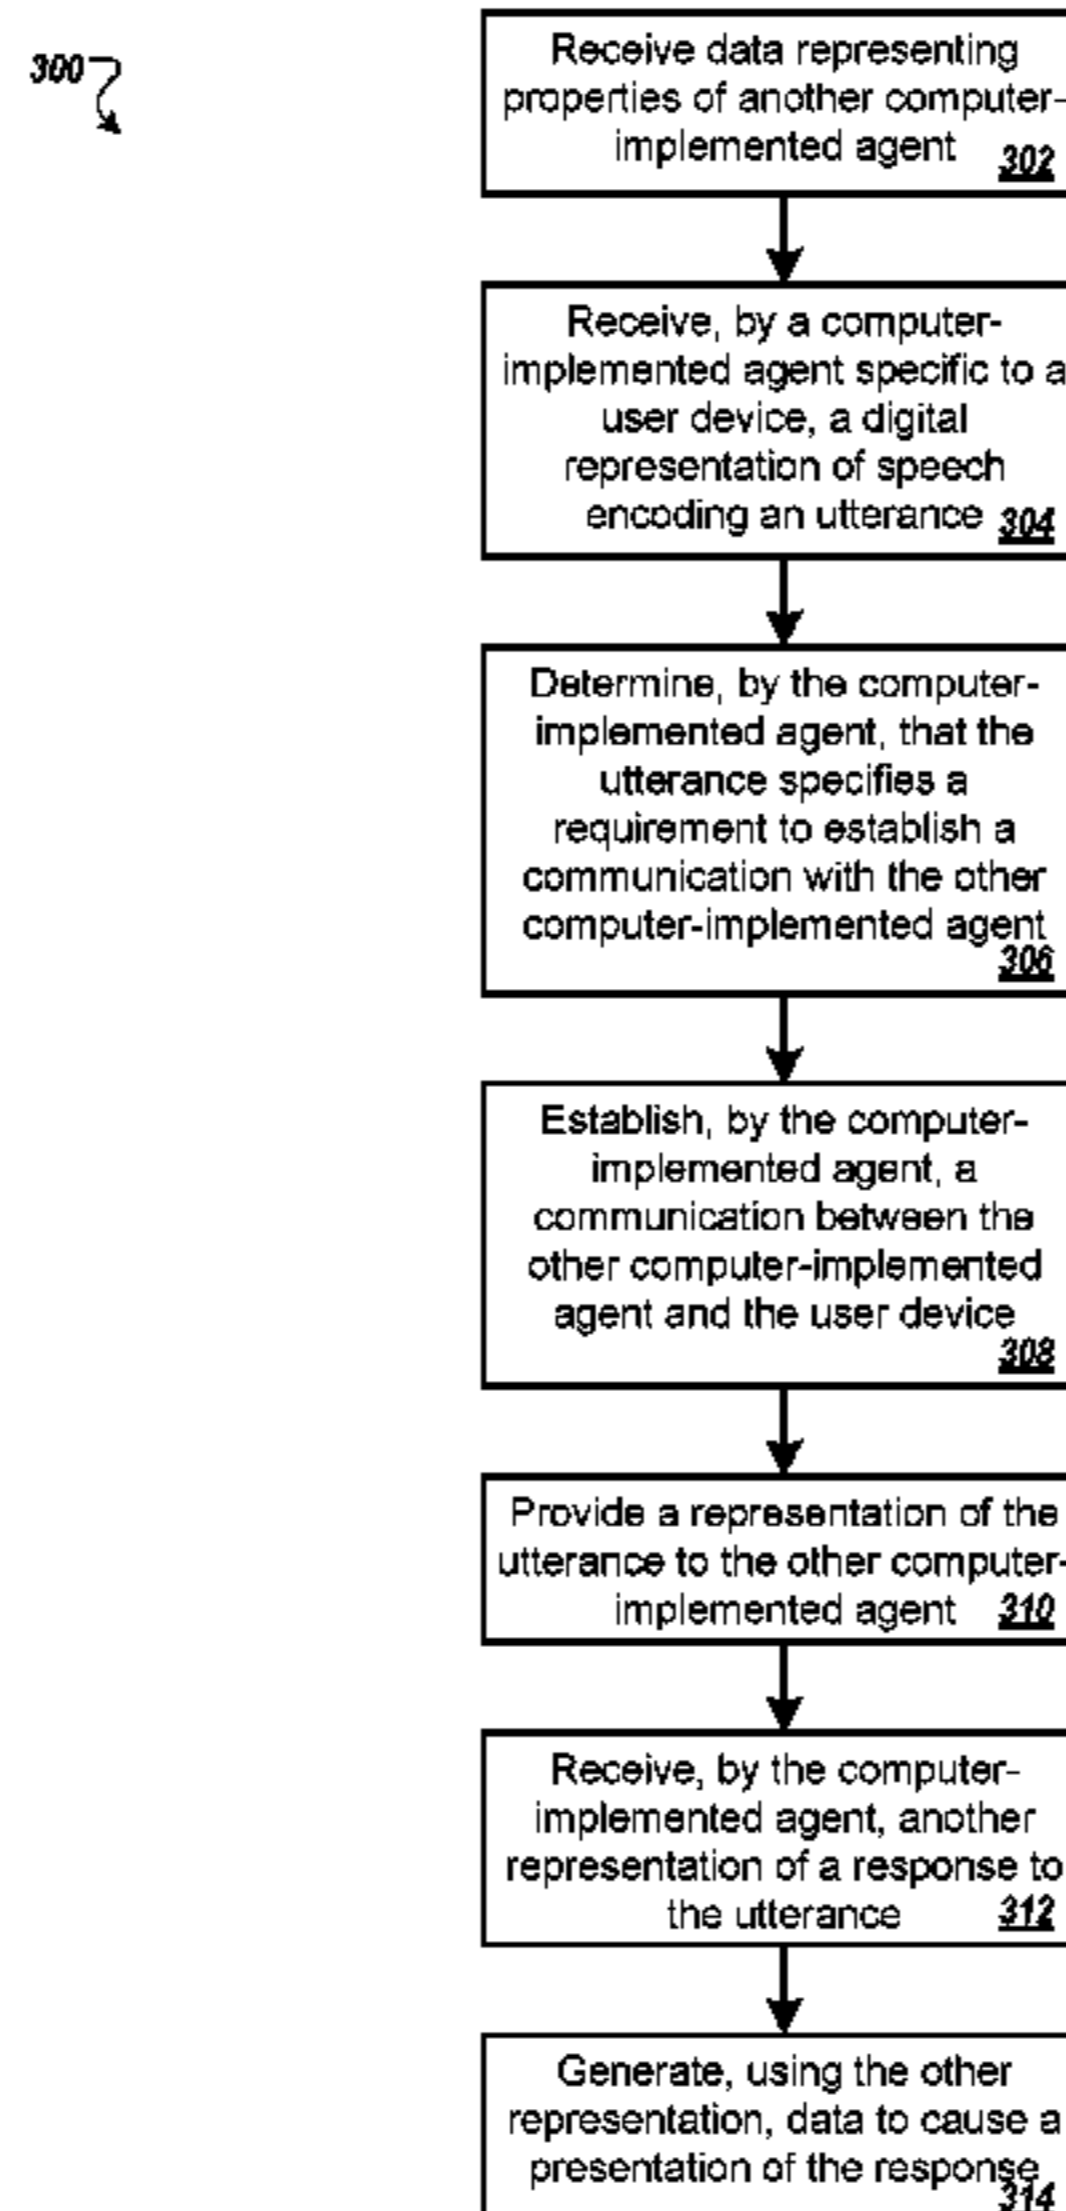 300
Receive data representing
properties of another computer-
implemented agent 302
Receive, by a computer-
implemented agent specific to a
user device, a digital
representation of speech
encoding an utterance 304
Determine, by the computer-
implemented agent, that the
utterance specifies a
requirement to establish a
communication with the other
computer-implemented agent
306
Establish, by the computer-
implemented agent, a
communication between the
other computer-implemented
agent and the user device
308
Provide a representation of the
utterance to the other computer-
implemented agent 310
Receive, by the computer-
implemented agent, another
representation of a response to
the utterance 312
Generate, using the other
representation, data to cause a
presentation of the response
314